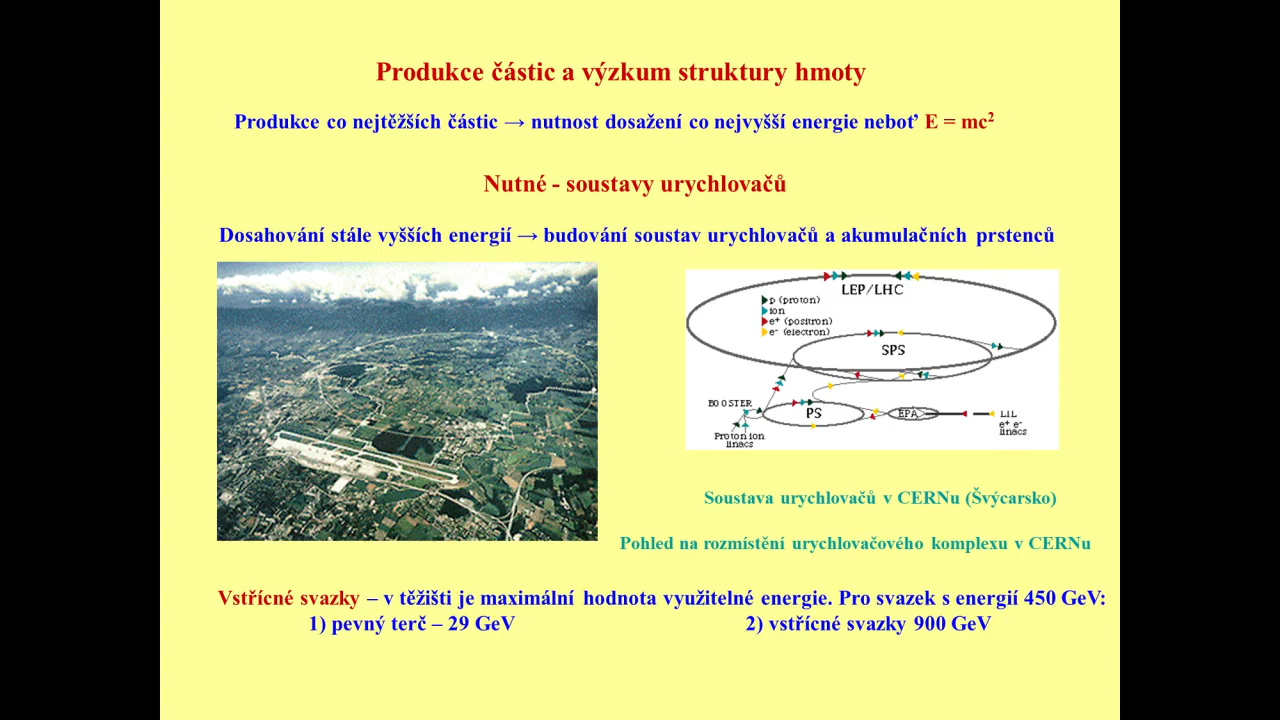 Produkce částic a výzkum struktury hmoty
Produkce co nejtěžších částic → nutnost dosažení co nejvyšší energie neboť E = mc²
Nutné - soustavy urychlovačů
Dosahování stále vyšších energií → budování soustav urychlovačů a akumulačních prstenců
LEP/LHC
p (proton)
ion
e⁺ (positron)
e⁻ (electron)
SPS
BOOSTER
PS
EPA
LIL
e⁺ e⁻
linacs
Proton ion
linacs
Soustava urychlovačů v CERNu (Švýcarsko)
Pohled na rozmístění urychlovačového komplexu v CERNu
Vstřícné svazky – v těžišti je maximální hodnota využitelné energie. Pro svazek s energií 450 GeV:
1) pevný terč – 29 GeV 2) vstřícné svazky 900 GeV